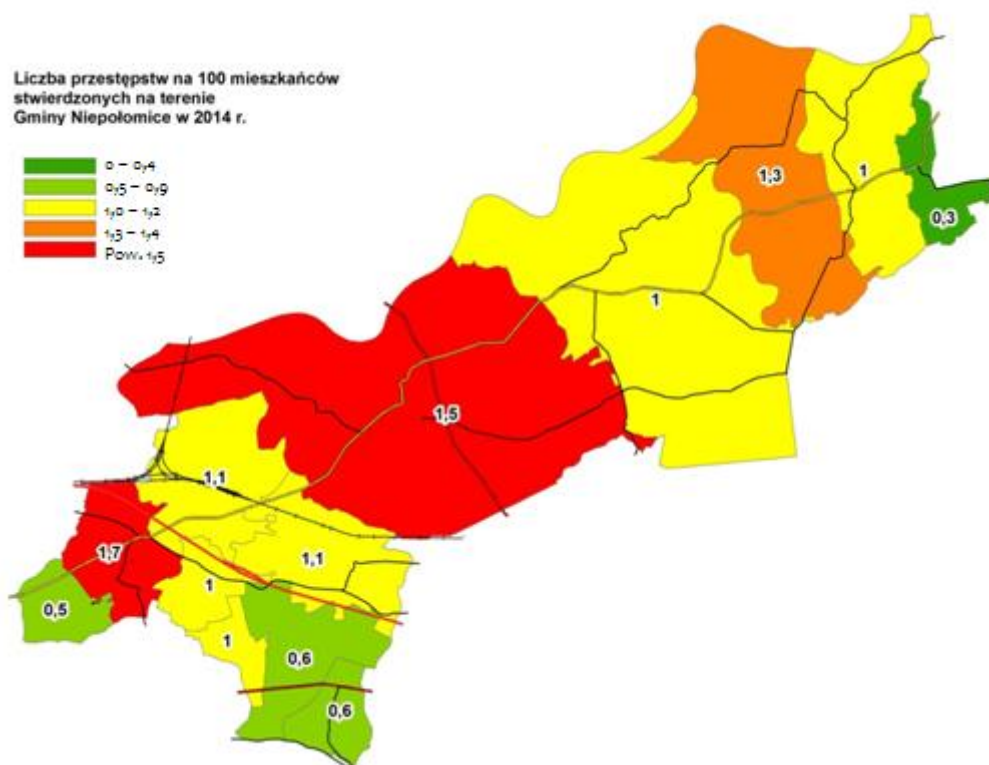 Liczba przestępstw na 100 mieszkańców
stwierdzonych na terenie
Gminy Niepołomice w 2014 r.
0 – 0,4
0,5 – 0,9
1,0 – 1,2
1,3 – 1,4
Pow. 1,5
1,3
1
0,3
1
1,5
1,1
1,7
1,1
0,5
1
1
0,6
0,6